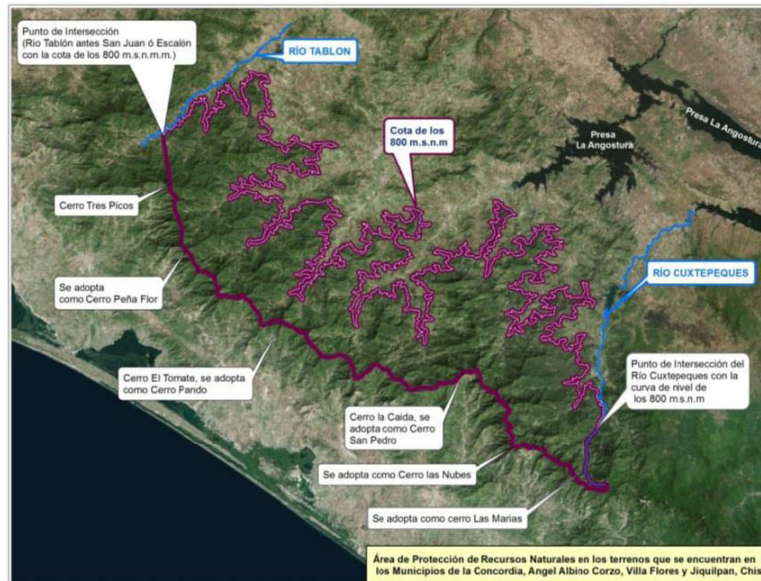 Punto de Intersección
(Rio Tablón antes San Juan ó Escalón
con la cota de los 800 m.s.n.m.m.)
RÍO TABLON
Cota de los
800 m.s.n.m
Presa
La Angostura
Presa La Angostura
Cerro Tres Picos
Se adopta
como Cerro Peña Flor
RÍO CUXTEPEQUES
Cerro El Tomate, se adopta
como Cerro Pando
Punto de Intersección del
Río Cuxtepeques con la
curva de nivel de
los 800 m.s.n.m
Cerro la Caida, se
adopta como Cerro
San Pedro
Se adopta como Cerro las Nubes
Se adopta como cerro Las Marias
Área de Protección de Recursos Naturales en los terrenos que se encuentran en
los Municipios de la Concordia, Angel Albino Corzo, Villa Flores y Jiquilpan, Chis